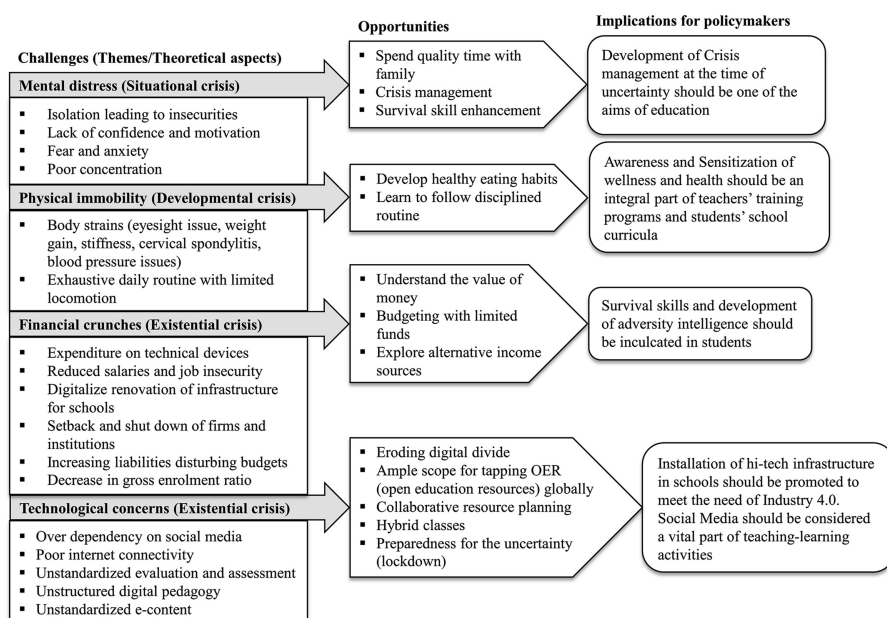 Challenges (Themes/Theoretical aspects)
Opportunities
Implications for policymakers
Mental distress (Situational crisis)
▪ Isolation leading to insecurities
▪ Lack of confidence and motivation
▪ Fear and anxiety
▪ Poor concentration
▪ Spend quality time with
family
▪ Crisis management
▪ Survival skill enhancement
Development of Crisis
management at the time of
uncertainty should be one of the
aims of education
Physical immobility (Developmental crisis)
▪ Body strains (eyesight issue, weight
gain, stiffness, cervical spondylitis,
blood pressure issues)
▪ Exhaustive daily routine with limited
locomotion
▪ Develop healthy eating habits
▪ Learn to follow disciplined
routine
Awareness and Sensitization of
wellness and health should be an
integral part of teachers' training
programs and students' school
curricula
Financial crunches (Existential crisis)
▪ Expenditure on technical devices
▪ Reduced salaries and job insecurity
▪ Digitalize renovation of infrastructure
for schools
▪ Setback and shut down of firms and
institutions
▪ Increasing liabilities disturbing budgets
▪ Decrease in gross enrolment ratio
▪ Understand the value of
money
▪ Budgeting with limited
funds
▪ Explore alternative income
sources
Survival skills and development
of adversity intelligence should
be inculcated in students
Technological concerns (Existential crisis)
▪ Over dependency on social media
▪ Poor internet connectivity
▪ Unstandardized evaluation and assessment
▪ Unstructured digital pedagogy
▪ Unstandardized e-content
▪ Eroding digital divide
▪ Ample scope for tapping OER
(open education resources) globally
▪ Collaborative resource planning
▪ Hybrid classes
▪ Preparedness for the uncertainty
(lockdown)
Installation of hi-tech infrastructure
in schools should be promoted to
meet the need of Industry 4.0.
Social Media should be considered
a vital part of teaching-learning
activities